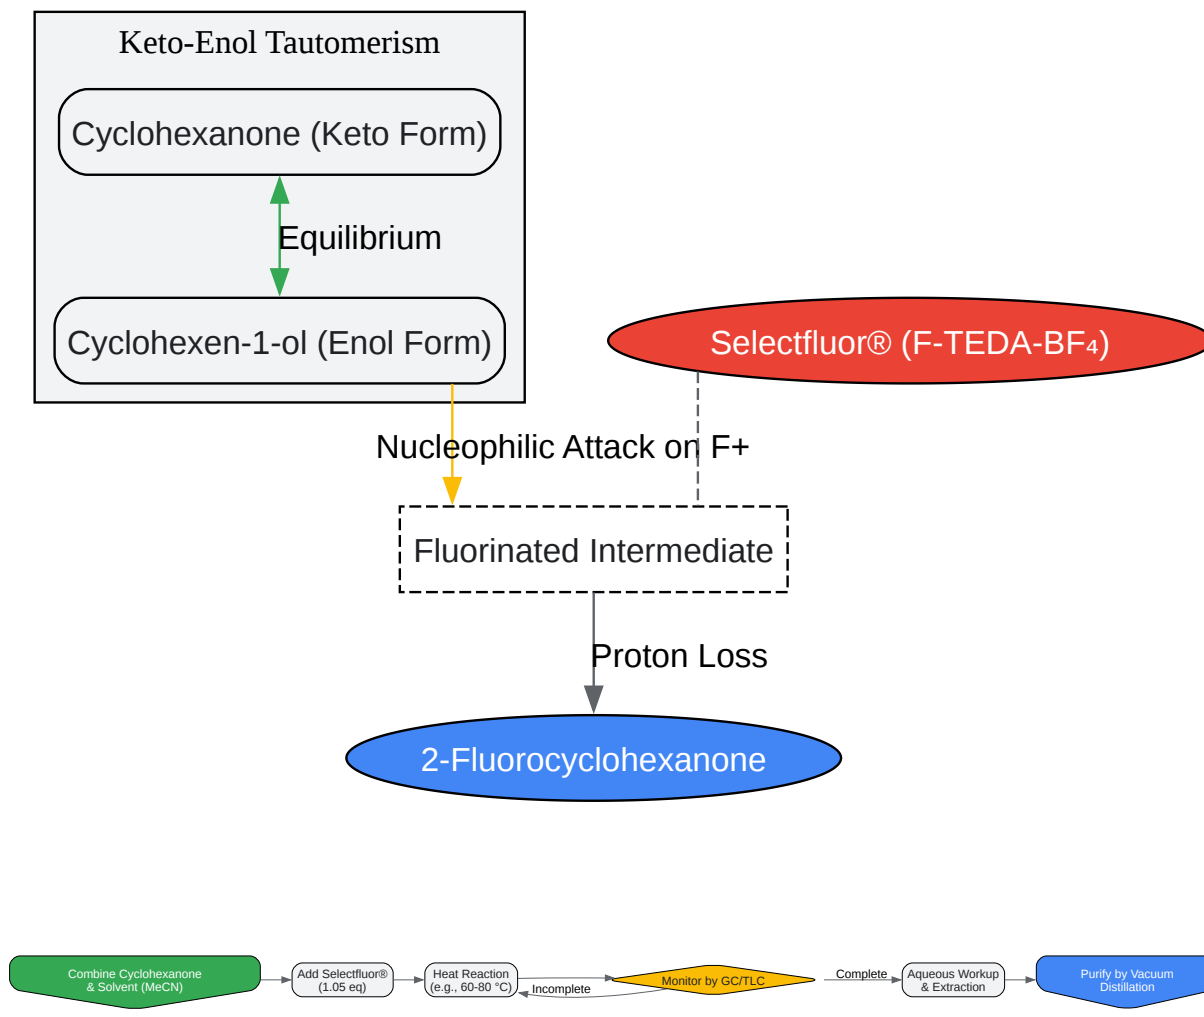 Keto-Enol Tautomerism
Cyclohexanone (Keto Form)
Equilibrium
Cyclohexen-1-ol (Enol Form)
Selectfluor® (F-TEDA-BF₄)
Nucleophilic Attack on F+
Fluorinated Intermediate
Proton Loss
2-Fluorocyclohexanone
Combine Cyclohexanone
& Solvent (MeCN)
Add Selectfluor®
(1.05 eq)
Heat Reaction
(e.g., 60-80 °C)
Incomplete
Monitor by GC/TLC
Complete
Aqueous Workup
& Extraction
Purify by Vacuum
Distillation